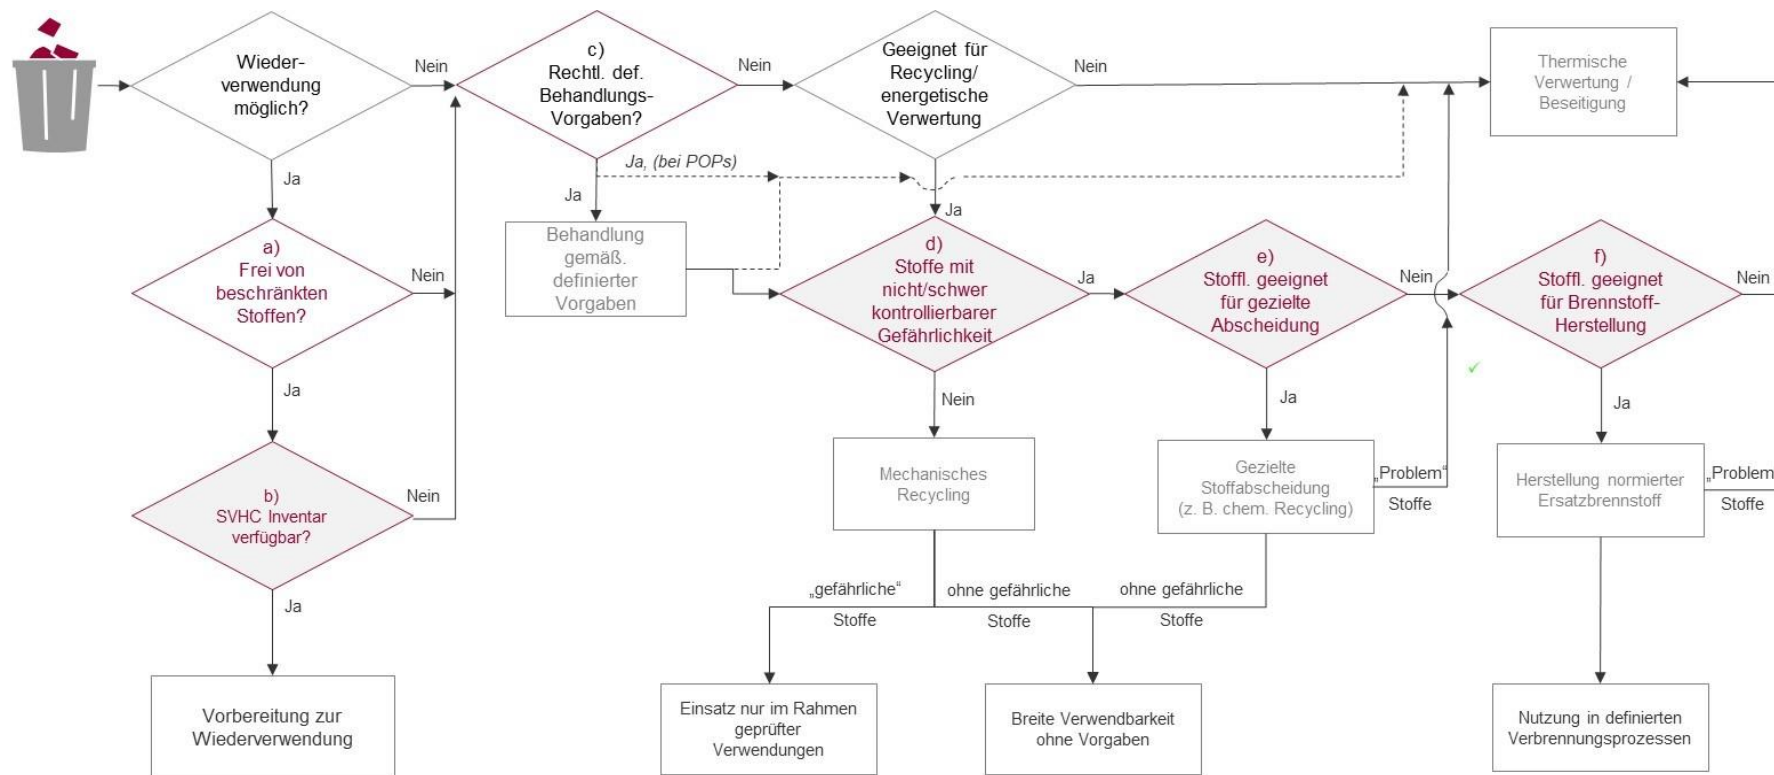 Wieder-
verwendung
möglich?
Nein
c)
Rechtl. def.
Behandlungs-
Vorgaben?
Nein
Geeignet für
Recycling/
energetische
Verwertung
Nein
Thermische
Verwertung /
Beseitigung
Ja
Ja, (bei POPs)
Ja
Ja
a)
Frei von
beschränkten
Stoffen?
Nein
Behandlung
gemäß.
definierter
Vorgaben
d)
Stoffe mit
nicht/schwer
kontrollierbarer
Gefährlichkeit
Ja
e)
Stoffl. geeignet
für gezielte
Abscheidung
Nein
f)
Stoffl. geeignet
für Brennstoff-
Herstellung
Nein
Ja
Nein
Ja
Ja
b)
SVHC Inventar
verfügbar?
Nein
Mechanisches
Recycling
Gezielte
Stoffabscheidung
(z. B. chem. Recycling)
„Problem“
Stoffe
Herstellung normierter
Ersatzbrennstoff
„Problem
Stoffe
Ja
„gefährliche“
Stoffe
ohne gefährliche
Stoffe
ohne gefährliche
Stoffe
Vorbereitung zur
Wiederverwendung
Einsatz nur im Rahmen
geprüfter
Verwendungen
Breite Verwendbarkeit
ohne Vorgaben
Nutzung in definierten
Verbrennungsprozessen